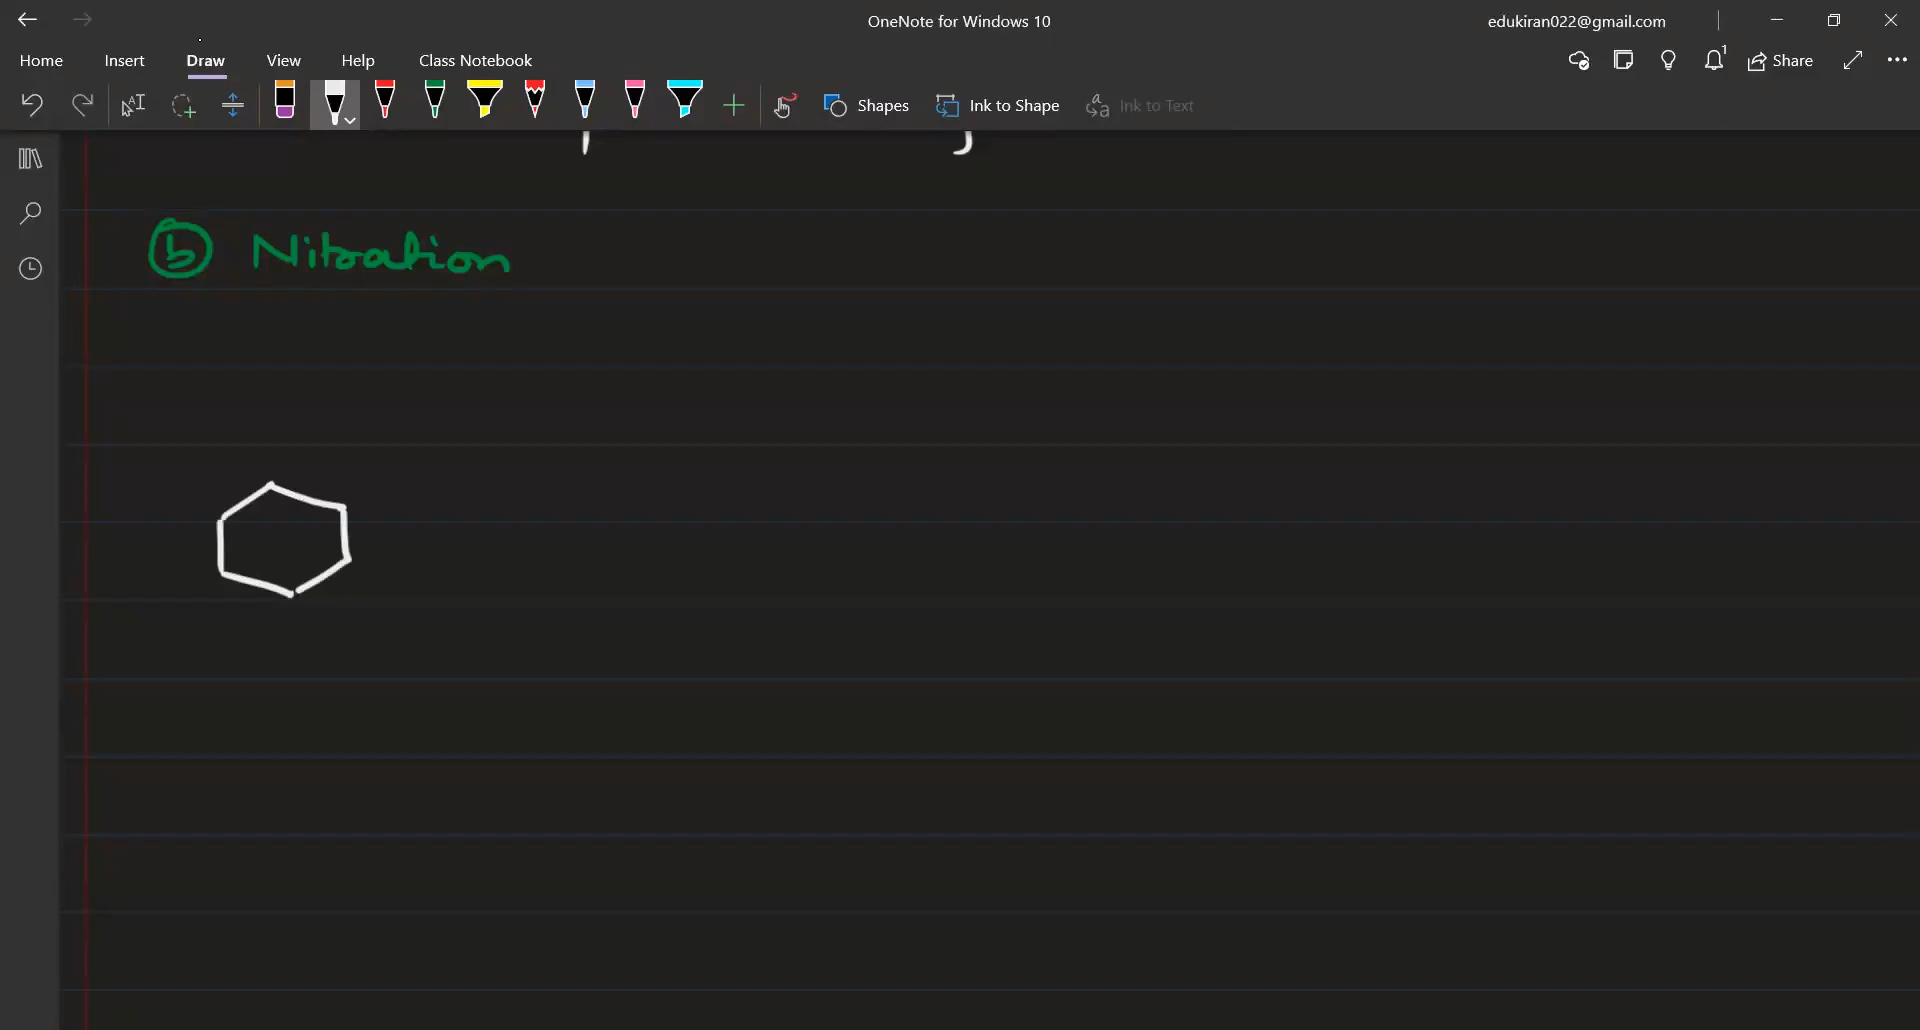 OneNote for Windows 10
edukiran022@gmail.com
Home Insert Draw View Help Class Notebook
1
Share
Shapes
Ink to Shape
Ink to Text
b Nitration